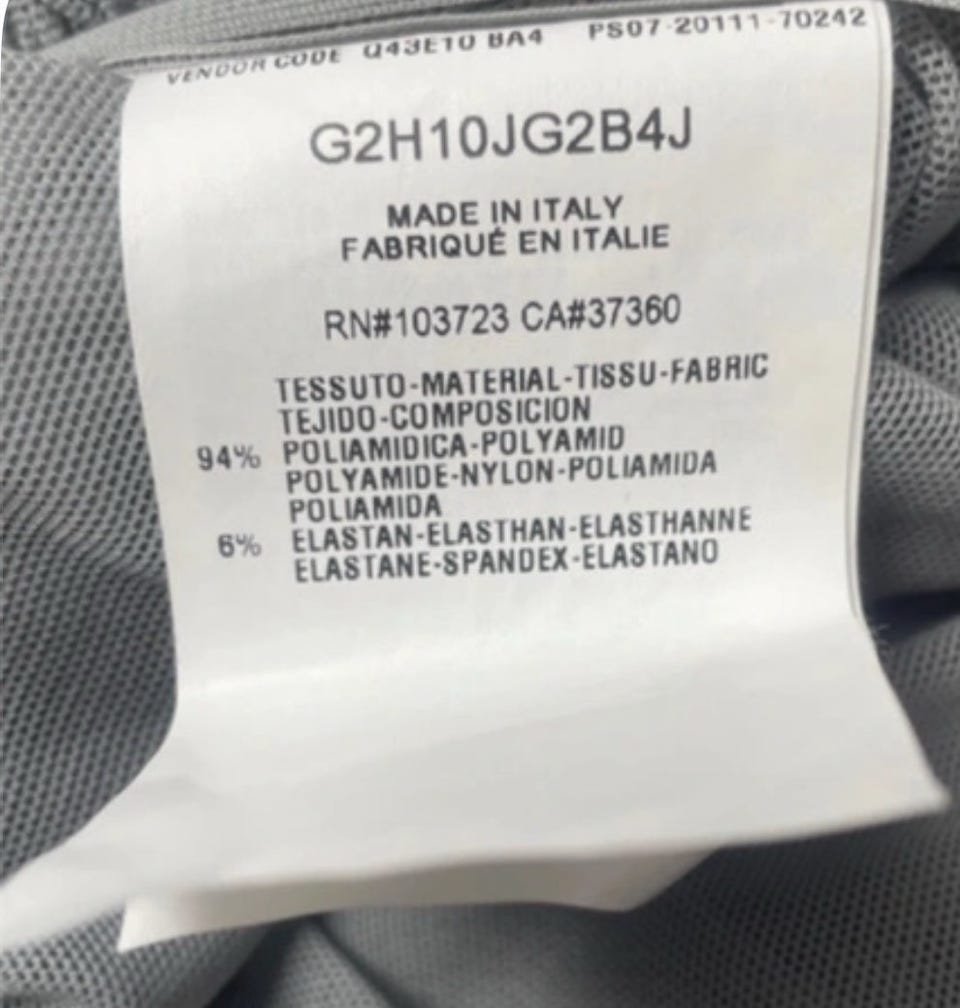 VENDOR CODE Q43E10 BA4 PS07-20111-70242
G2H10JG2B4J
MADE IN ITALY
FABRIQUÉ EN ITALIE
RN#103723 CA#37360
TESSUTO-MATERIAL-TISSU-FABRIC
TEJIDO-COMPOSICION
94% POLIAMIDICA-POLYAMID
POLYAMIDE-NYLON-POLIAMIDA
POLIAMIDA
6% ELASTAN-ELASTHAN-ELASTHANNE
ELASTANE-SPANDEX-ELASTANO